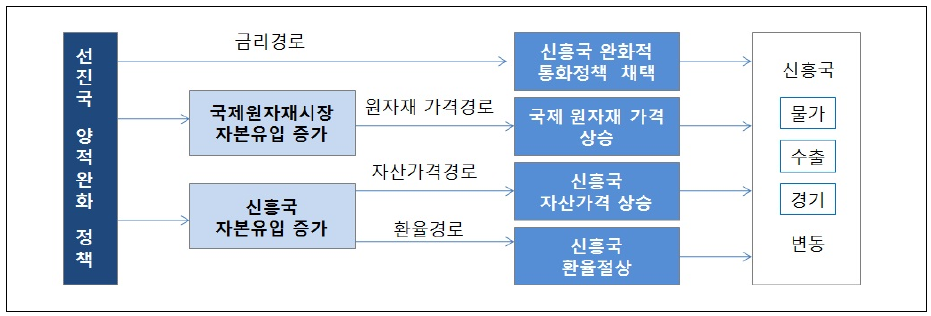 선진국 양적완화 정책
금리경로
신흥국 완화적
통화정책 채택
국제원자재시장
자본유입 증가
원자재 가격경로
국제 원자재 가격
상승
신흥국
자본유입 증가
자산가격경로
신흥국
자산가격 상승
환율경로
신흥국
환율절상
신흥국
물가
수출
경기
변동